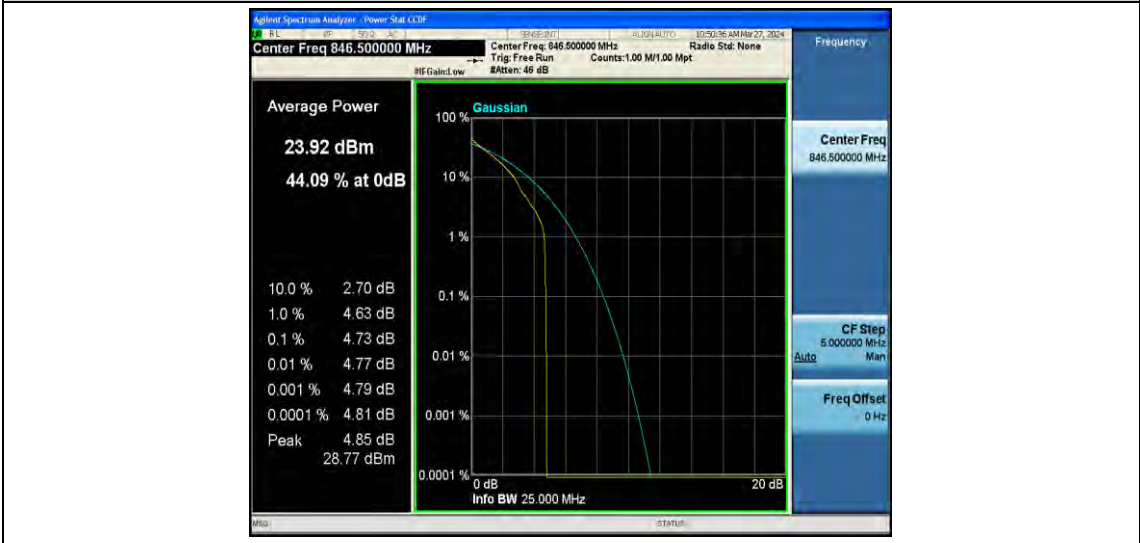 Agilent Spectrum Analyzer - Power Stat CCDF
RL RF 50 Ω AC SENSE:INT ALIGN AUTO 10:50:36 AM Mar 27, 2024
Center Freq 846.500000 MHz
Center Freq: 846.500000 MHz Radio Std: None
Trig: Free Run Counts:1.00 M/1.00 Mpt
#IFGain:Low #Atten: 46 dB
Frequency
Average Power
23.92 dBm
44.09 % at 0dB
10.0 % 2.70 dB
1.0 % 4.63 dB
0.1 % 4.73 dB
0.01 % 4.77 dB
0.001 % 4.79 dB
0.0001 % 4.81 dB
Peak 4.85 dB
28.77 dBm
Gaussian
100 %
10 %
1 %
0.1 %
0.01 %
0.001 %
0.0001 %
0 dB 20 dB
Info BW 25.000 MHz
Center Freq
846.500000 MHz
CF Step
5.000000 MHz
Auto Man
Freq Offset
0 Hz
MSG STATUS